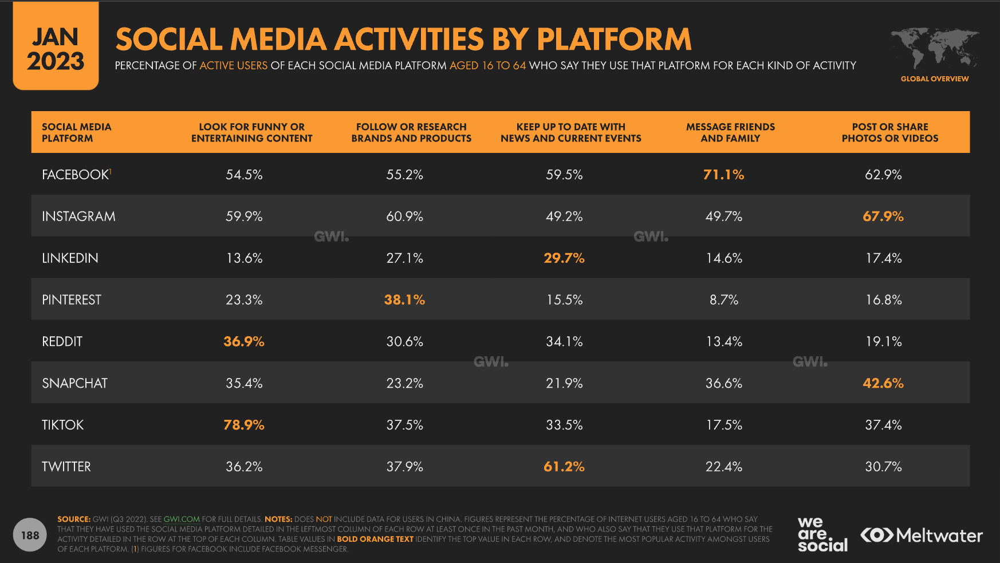 JAN
2023
SOCIAL MEDIA ACTIVITIES BY PLATFORM
PERCENTAGE OF ACTIVE USERS OF EACH SOCIAL MEDIA PLATFORM AGED 16 TO 64 WHO SAY THEY USE THAT PLATFORM FOR EACH KIND OF ACTIVITY
GLOBAL OVERVIEW
SOCIAL MEDIA PLATFORM LOOK FOR FUNNY OR ENTERTAINING CONTENT FOLLOW OR RESEARCH BRANDS AND PRODUCTS KEEP UP TO DATE WITH NEWS AND CURRENT EVENTS MESSAGE FRIENDS AND FAMILY POST OR SHARE PHOTOS OR VIDEOS
FACEBOOK¹ 54.5% 55.2% 59.5% 71.1% 62.9%
INSTAGRAM 59.9% 60.9% 49.2% 49.7% 67.9%
GWI. GWI.
LINKEDIN 13.6% 27.1% 29.7% 14.6% 17.4%
PINTEREST 23.3% 38.1% 15.5% 8.7% 16.8%
REDDIT 36.9% 30.6% 34.1% 13.4% 19.1%
GWI. GWI.
SNAPCHAT 35.4% 23.2% 21.9% 36.6% 42.6%
TIKTOK 78.9% 37.5% 33.5% 17.5% 37.4%
TWITTER 36.2% 37.9% 61.2% 22.4% 30.7%
188
SOURCE: GWI (Q3 2022). SEE GWI.COM FOR FULL DETAILS. NOTES: DOES NOT INCLUDE DATA FOR USERS IN CHINA. FIGURES REPRESENT THE PERCENTAGE OF INTERNET USERS AGED 16 TO 64 WHO SAY
THAT THEY HAVE USED THE SOCIAL MEDIA PLATFORM DETAILED IN THE LEFTMOST COLUMN OF EACH ROW AT LEAST ONCE IN THE PAST MONTH, AND WHO ALSO SAY THAT THEY USE THAT PLATFORM FOR THE
ACTIVITY DETAILED IN THE ROW AT THE TOP OF EACH COLUMN. TABLE VALUES IN BOLD ORANGE TEXT IDENTIFY THE TOP VALUE IN EACH ROW, AND DENOTE THE MOST POPULAR ACTIVITY AMONGST USERS
OF EACH PLATFORM. (1) FIGURES FOR FACEBOOK INCLUDE FACEBOOK MESSENGER.
we
are
social
Meltwater